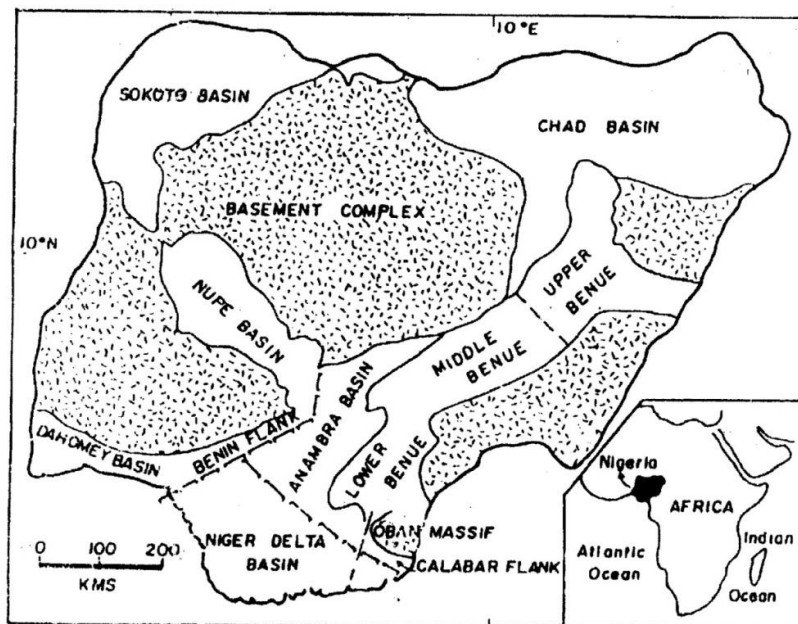 10°E
SOKOTO BASIN
CHAD BASIN
BASEMENT COMPLEX
10°N
UPPER
BENUE
NUPE BASIN
MIDDLE
BENUE
ANAMBRA BASIN
DAHOMEY BASIN
BENIN FLANK
LOWER
BENUE
OBAN MASSIF
NIGER DELTA
BASIN
CALABAR FLANK
0 100 200
KMS
Nigeria
AFRICA
Atlantic
Ocean
Indian
Ocean